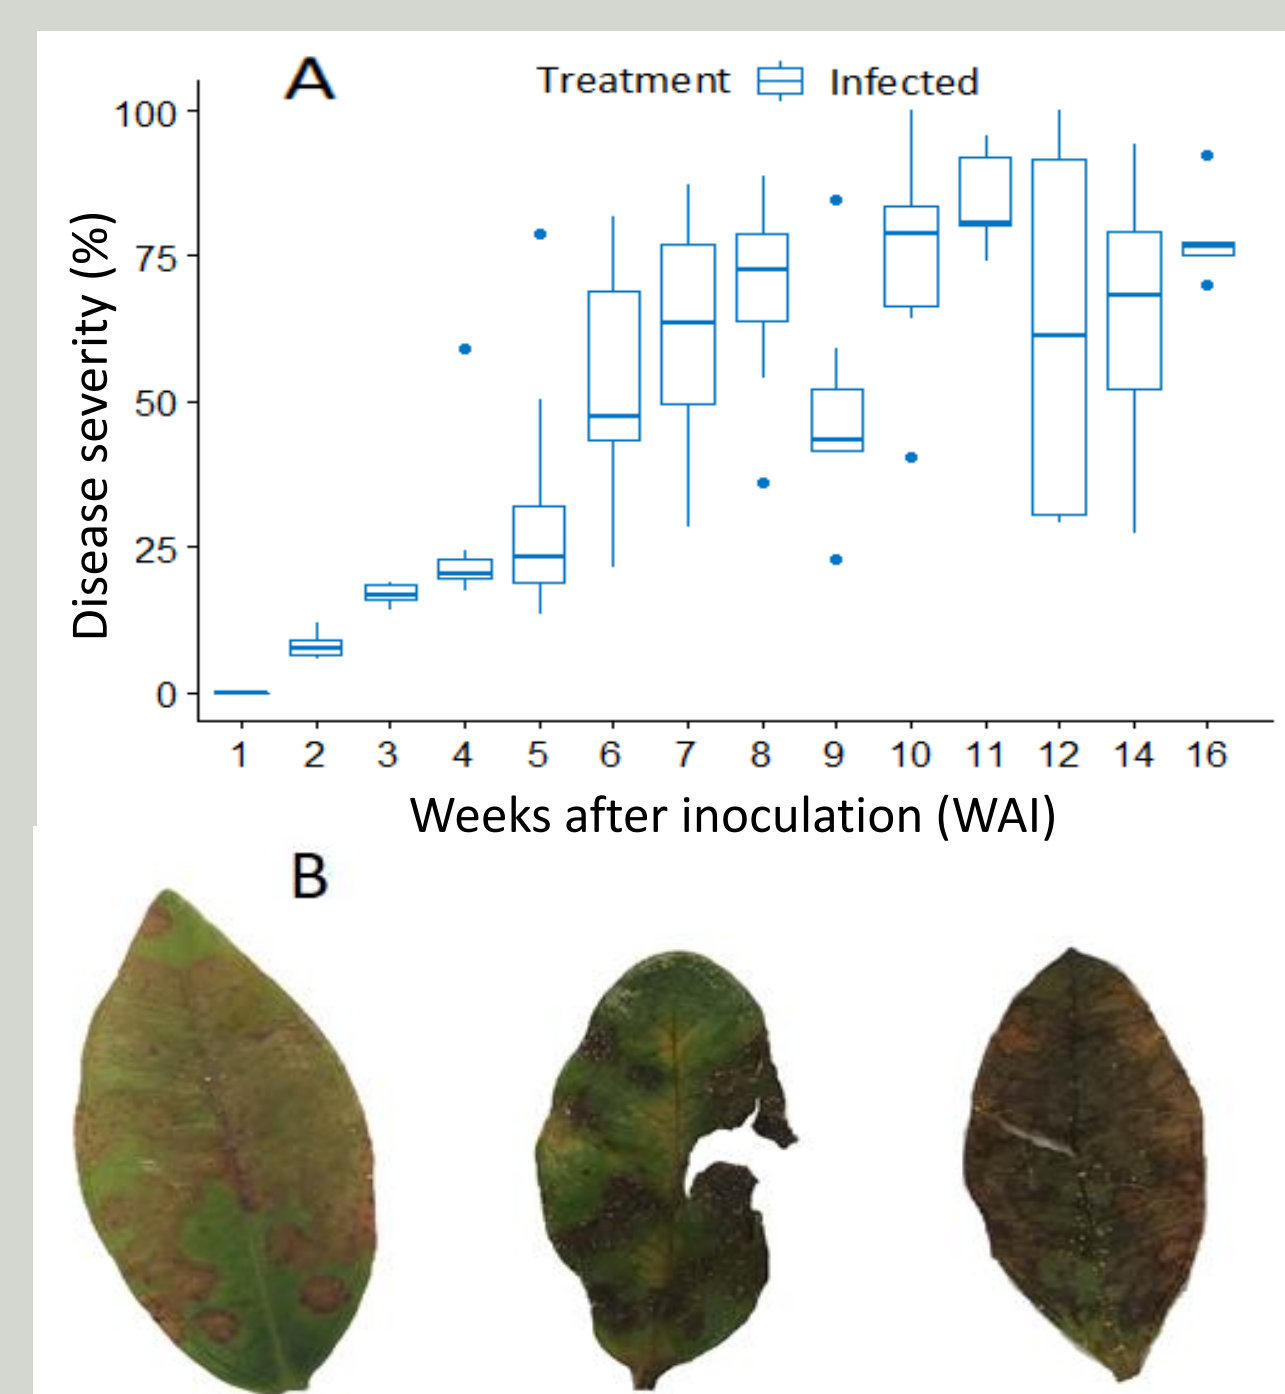 A
Treatment Infected
100
75
50
25
0
Disease severity (%)
1 2 3 4 5 6 7 8 9 10 11 12 14 16
Weeks after inoculation (WAI)
B